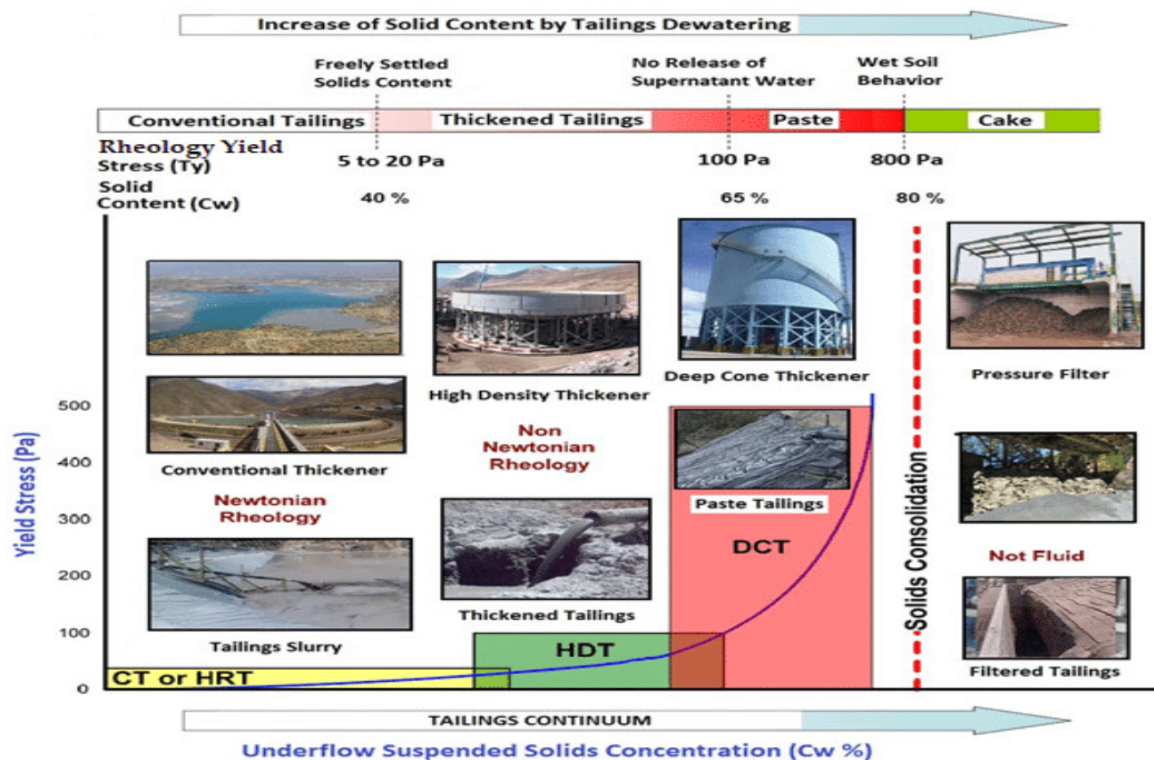 Increase of Solid Content by Tailings Dewatering
Freely Settled
Solids Content
No Release of
Supernatant Water
Wet Soil
Behavior
Conventional Tailings
Thickened Tailings
Paste
Cake
Rheology Yield
Stress (Ty)
5 to 20 Pa
100 Pa
800 Pa
Solid
Content (Cw)
40 %
65 %
80 %
High Density Thickener
Deep Cone Thickener
Pressure Filter
Yield Stress (Pa)
500
400
300
200
100
0
Conventional Thickener
Newtonian
Rheology
Non
Newtonian
Rheology
Paste Tailings
DCT
Solids Consolidation
Not Fluid
Tailings Slurry
Thickened Tailings
Filtered Tailings
CT or HRT
HDT
TAILINGS CONTINUUM
Underflow Suspended Solids Concentration (Cw %)